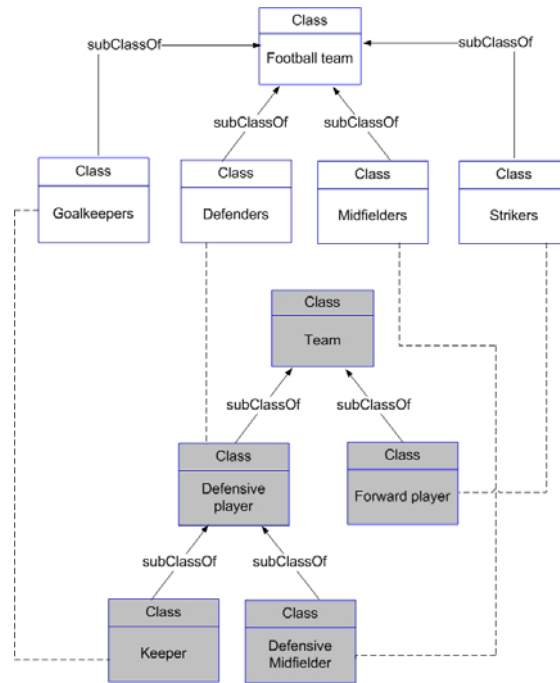 Class
Football team
subClassOf
subClassOf
subClassOf
subClassOf
Class
Goalkeepers
Class
Defenders
Class
Midfielders
Class
Strikers
Class
Team
subClassOf
subClassOf
Class
Defensive
player
Class
Forward player
subClassOf
subClassOf
Class
Keeper
Class
Defensive
Midfielder